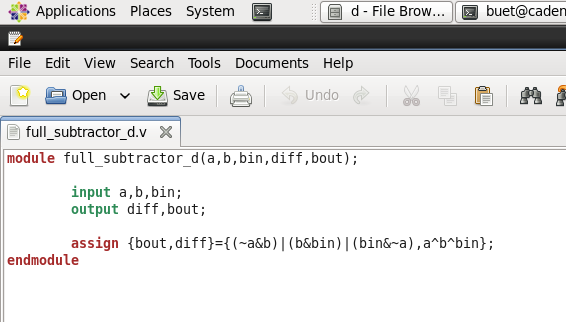 Applications Places System d - File Brow... buet@caden
File Edit View Search Tools Documents Help
Open Save Undo
full_subtractor_d.v
module full_subtractor_d(a,b,bin,diff,bout);
input a,b,bin;
output diff,bout;
assign {bout,diff}={(~a&b)|(b&bin)|(bin&~a),a^b^bin};
endmodule